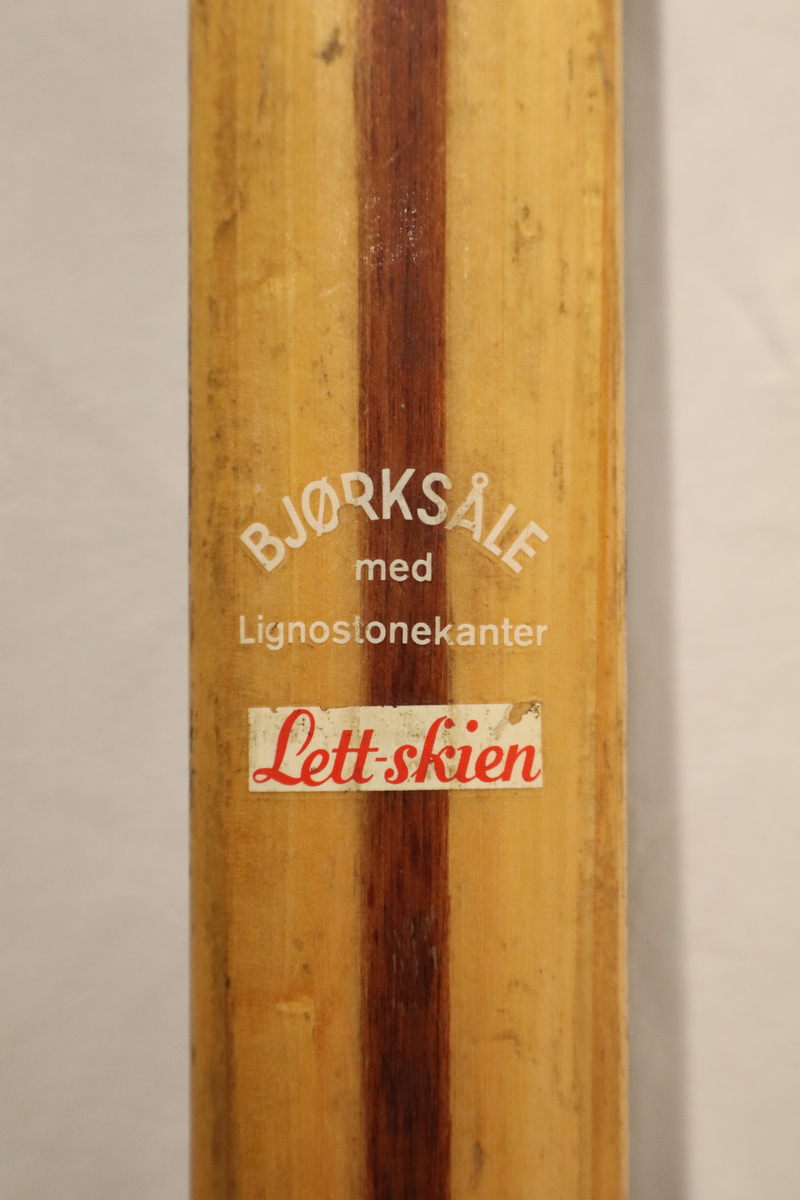 BJØRKSÅLE
med
Lignostonekanter
Lett-skien